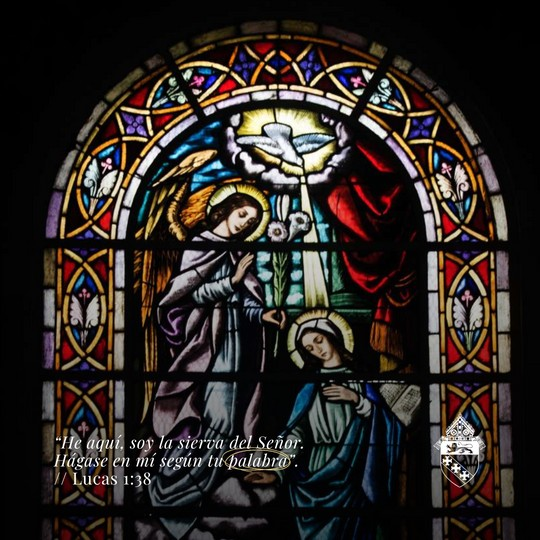 “He aquí, soy la sierva del Señor.
Hágase en mí según tu palabra”.
// Lucas 1:38